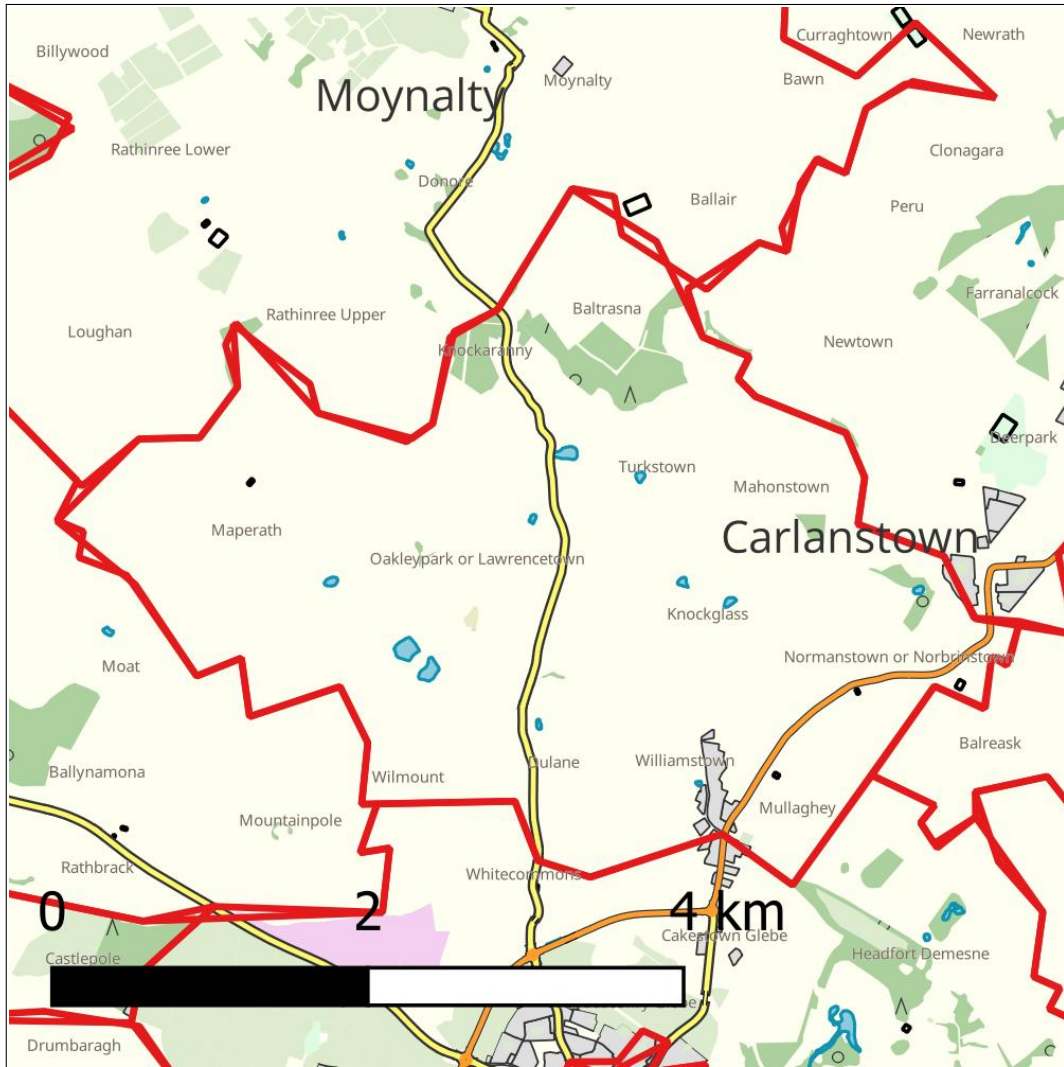 Billywood
Curraghtown
Newrath
Moynalty
Moynalty
Bawn
Rathinree Lower
Clonagara
Donore
Ballair
Peru
Farranalcock
Baltrasna
Rathinree Upper
Loughan
Newtown
Knockaranny
Deerpark
Turkstown
Mahonstown
Maperath
Carlanstown
Oakleypark or Lawrencetown
Knockglass
Moat
Normanstown or Norbrinstown
Balreask
Dulane
Williamstown
Ballynamona
Wilmount
Mullaghey
Mountainpole
Rathbrack
Whitecommons
0 2 4 km
Cakestown Glebe
Castlepole
Headfort Demesne
Drumbaragh